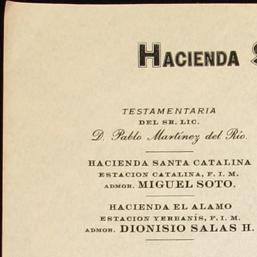 HACIENDA S
TESTAMENTARIA
DEL SR. LIC.
D. Pablo Martínez del Río.
HACIENDA SANTA CATALINA
ESTACION CATALINA, F. I. M.
ADMOR. MIGUEL SOTO.
HACIENDA EL ALAMO
ESTACION YERBANÍS, F. I. M.
ADMOR. DIONISIO SALAS H.